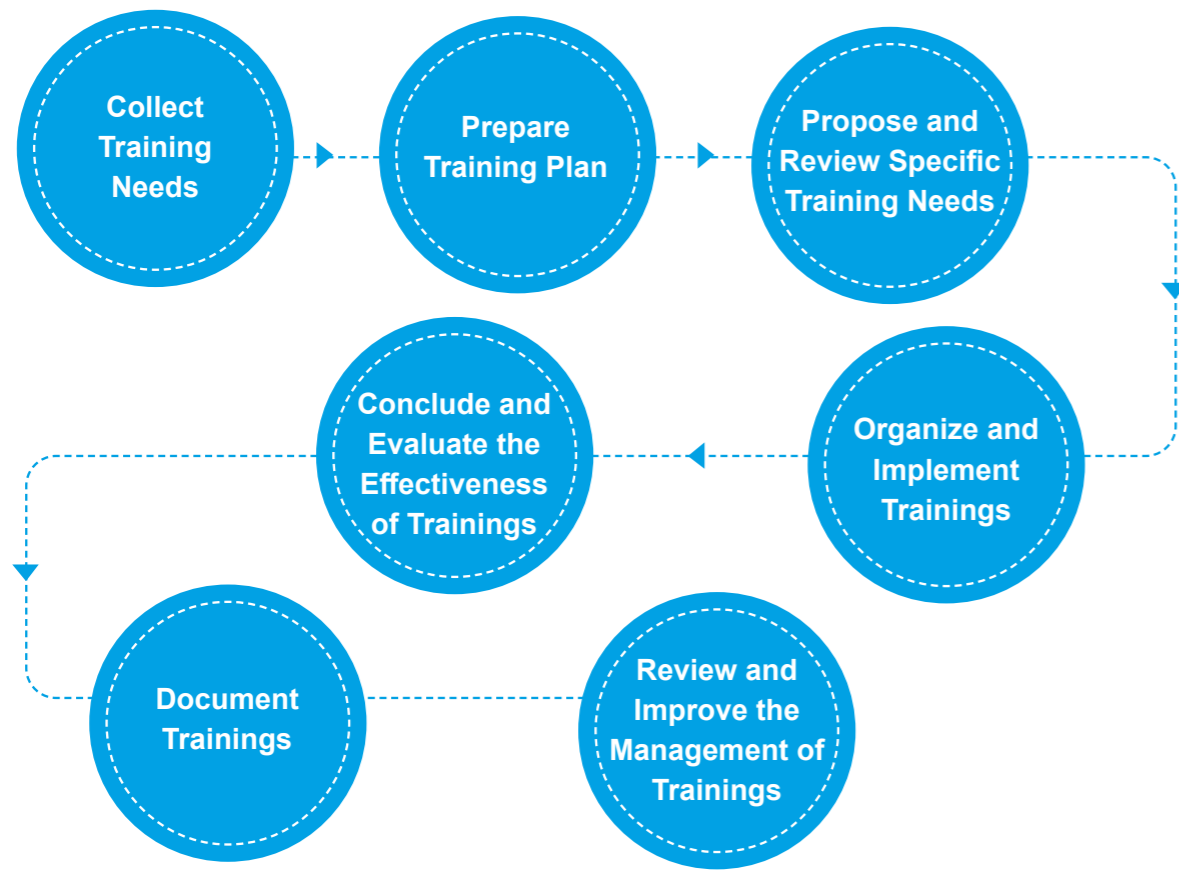 Collect
Training
Needs
Prepare
Training Plan
Propose and
Review Specific
Training Needs
Organize and
Implement
Trainings
Conclude and
Evaluate the
Effectiveness
of Trainings
Document
Trainings
Review and
Improve the
Management of
Trainings